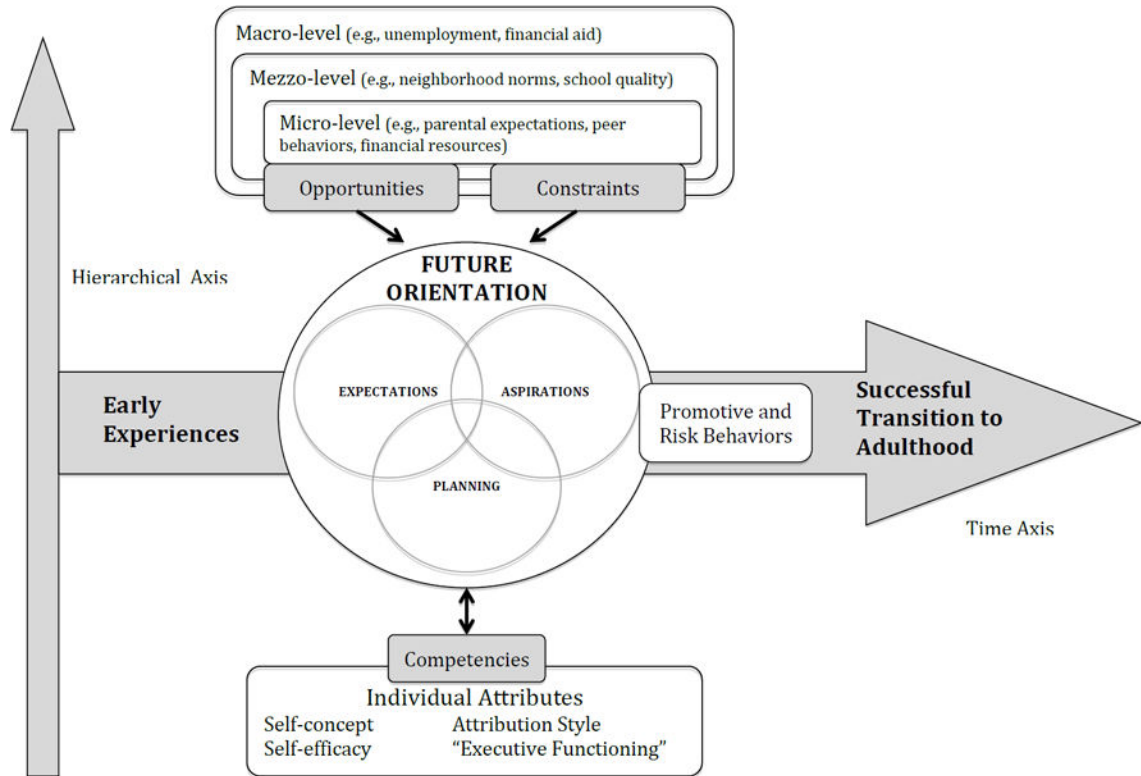 Macro-level (e.g., unemployment, financial aid)
Mezzo-level (e.g., neighborhood norms, school quality)
Micro-level (e.g., parental expectations, peer
behaviors, financial resources)
Opportunities
Constraints
Hierarchical Axis
FUTURE
ORIENTATION
EXPECTATIONS
ASPIRATIONS
PLANNING
Early
Experiences
Promotive and
Risk Behaviors
Successful
Transition to
Adulthood
Time Axis
Competencies
Individual Attributes
Self-concept
Attribution Style
Self-efficacy
“Executive Functioning”